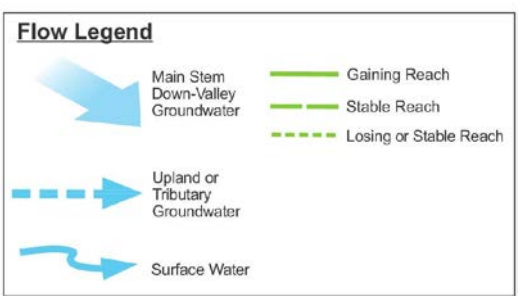 Flow Legend
Main Stem
Down-Valley
Groundwater
Upland or
Tributary
Groundwater
Surface Water
Gaining Reach
Stable Reach
Losing or Stable Reach